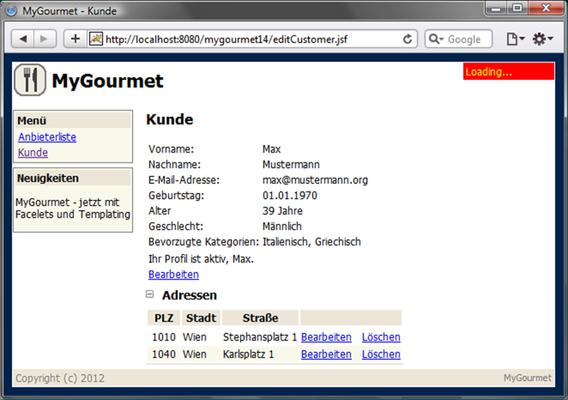 MyGourmet - Kunde
http://localhost:8080/mygourmet14/editCustomer.jsf
Google
MyGourmet
Loading...
Menü
Anbieterliste
Kunde
Neuigkeiten
MyGourmet - jetzt mit
Facelets und Templating
Kunde
Vorname: Max
Nachname: Mustermann
E-Mail-Adresse: max@mustermann.org
Geburtstag: 01.01.1970
Alter 39 Jahre
Geschlecht: Männlich
Bevorzugte Kategorien: Italienisch, Griechisch
Ihr Profil ist aktiv, Max.
Bearbeiten
Adressen
PLZ Stadt Straße
1010 Wien Stephansplatz 1 Bearbeiten Löschen
1040 Wien Karlsplatz 1 Bearbeiten Löschen
Copyright (c) 2012 MyGourmet